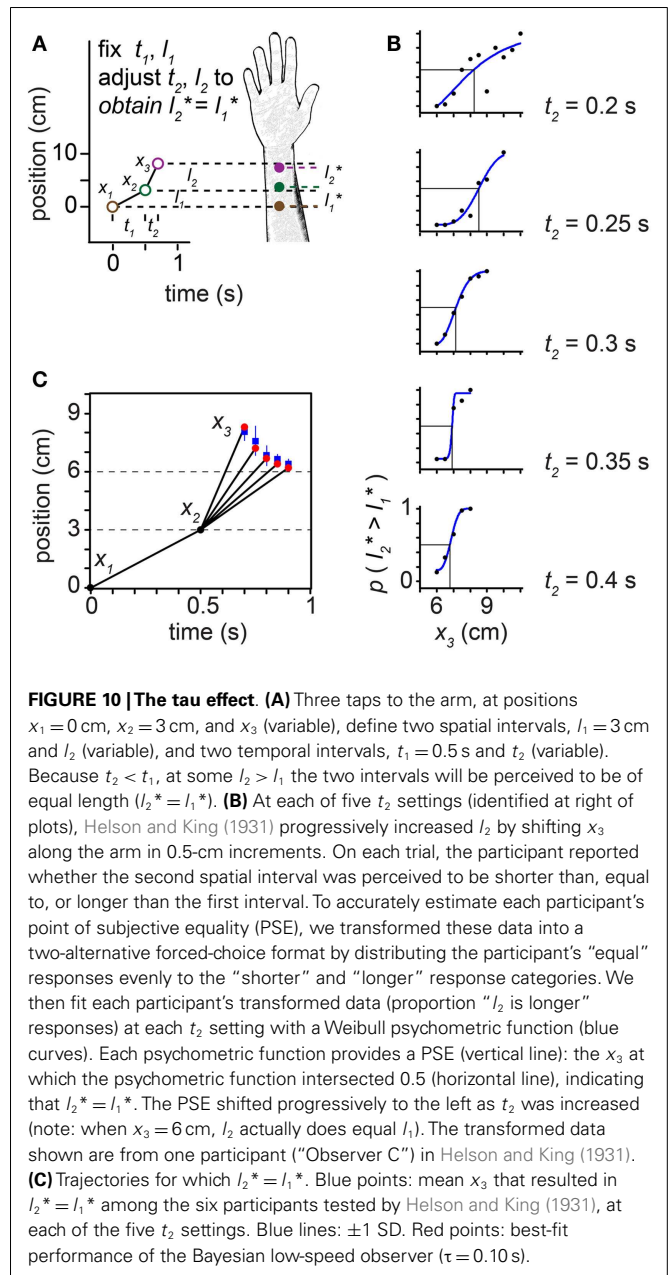 A
fix t1, l1
adjust t2, l2 to
obtain l2* = l1*
position (cm)
10
0
x1
x2
x3
l1
l2
t1
t2
l2*
l1*
0
1
time (s)
B
t2 = 0.2 s
t2 = 0.25 s
t2 = 0.3 s
t2 = 0.35 s
t2 = 0.4 s
p ( l2* > l1* )
1
0
6
9
x3 (cm)
C
position (cm)
9
6
3
0
x3
x2
x1
0
0.5
1
time (s)
FIGURE 10 | The tau effect. (A) Three taps to the arm, at positions
x1 = 0 cm, x2 = 3 cm, and x3 (variable), define two spatial intervals, l1 = 3 cm
and l2 (variable), and two temporal intervals, t1 = 0.5 s and t2 (variable).
Because t2 < t1, at some l2 > l1 the two intervals will be perceived to be of
equal length (l2* = l1*). (B) At each of five t2 settings (identified at right of
plots), Helson and King (1931) progressively increased l2 by shifting x3
along the arm in 0.5-cm increments. On each trial, the participant reported
whether the second spatial interval was perceived to be shorter than, equal
to, or longer than the first interval. To accurately estimate each participant's
point of subjective equality (PSE), we transformed these data into a
two-alternative forced-choice format by distributing the participant's "equal"
responses evenly to the "shorter" and "longer" response categories. We
then fit each participant's transformed data (proportion "l2 is longer"
responses) at each t2 setting with a Weibull psychometric function (blue
curves). Each psychometric function provides a PSE (vertical line): the x3 at
which the psychometric function intersected 0.5 (horizontal line), indicating
that l2* = l1*. The PSE shifted progressively to the left as t2 was increased
(note: when x3 = 6 cm, l2 actually does equal l1). The transformed data
shown are from one participant ("Observer C") in Helson and King (1931).
(C) Trajectories for which l2* = l1*. Blue points: mean x3 that resulted in
l2* = l1* among the six participants tested by Helson and King (1931), at
each of the five t2 settings. Blue lines: ±1 SD. Red points: best-fit
performance of the Bayesian low-speed observer (τ = 0.10 s).